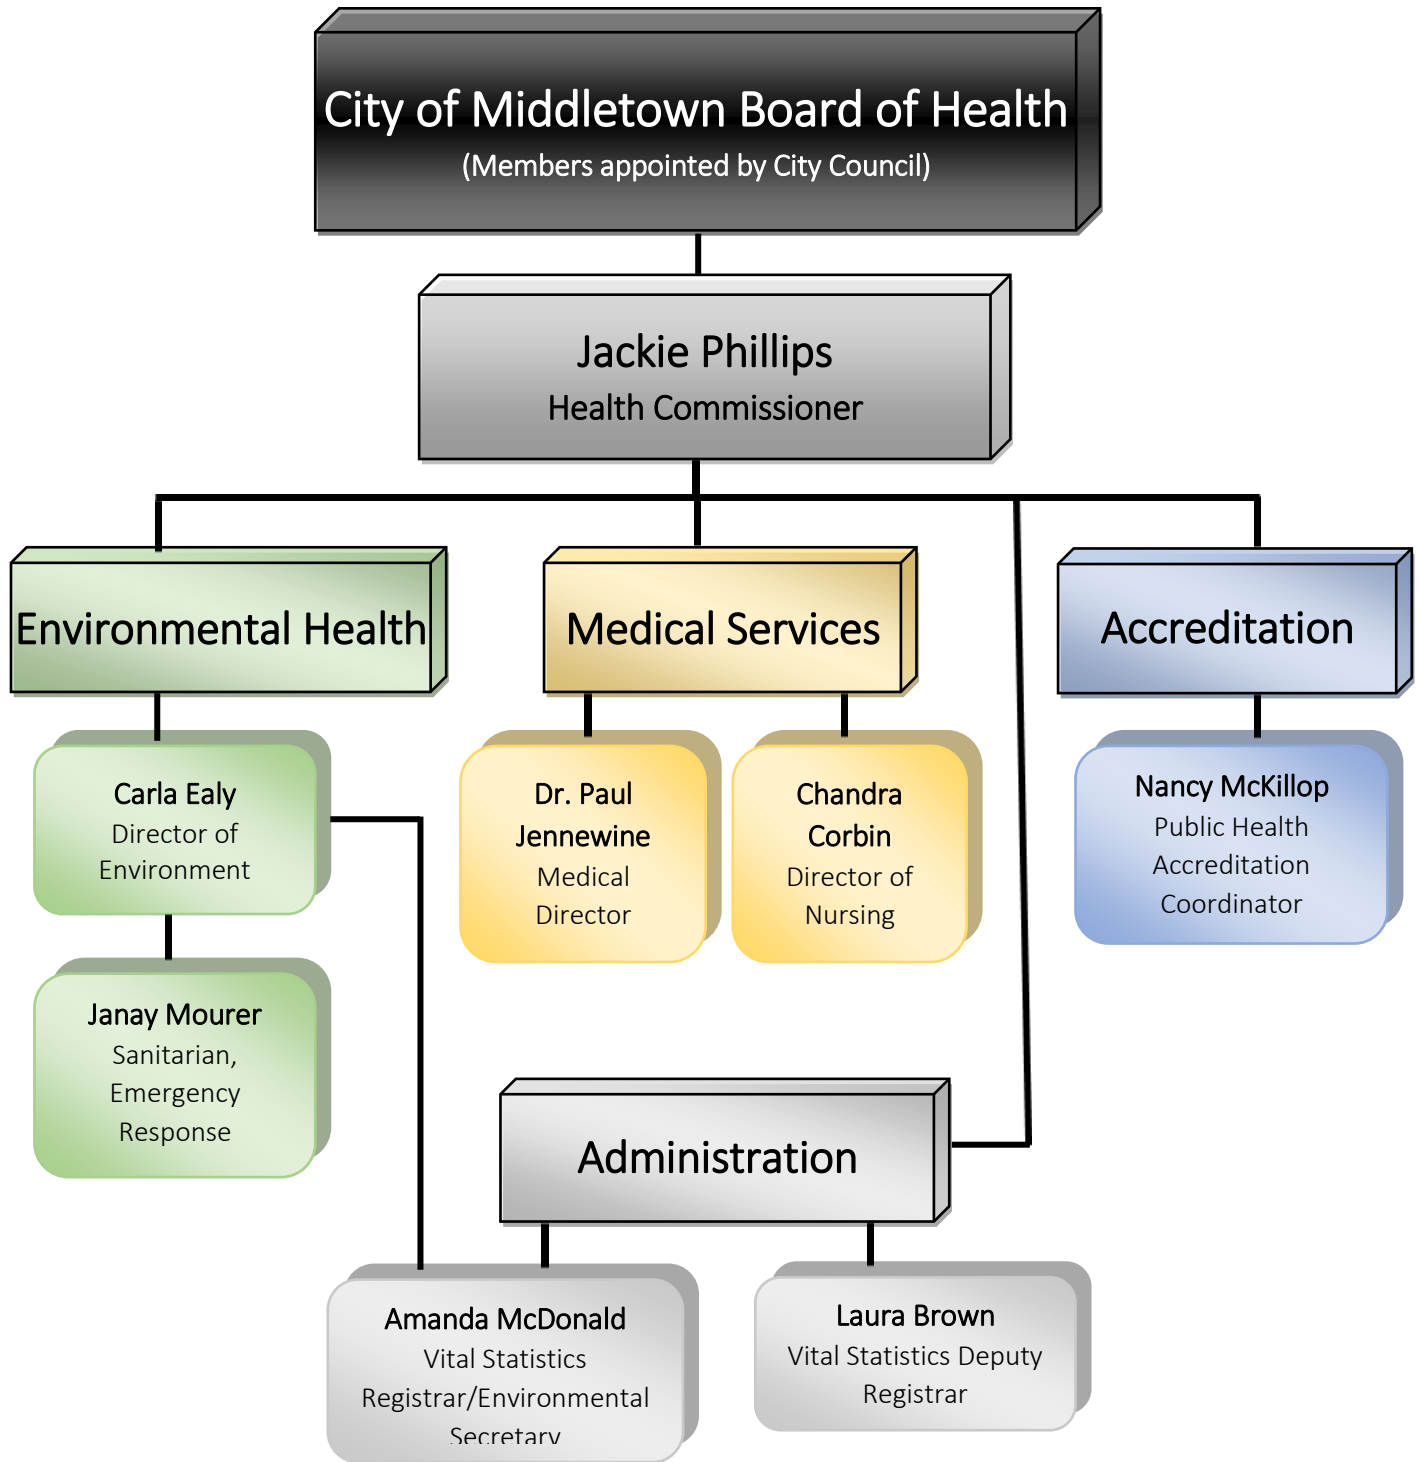 City of Middletown Board of Health
(Members appointed by City Council)
Jackie Phillips
Health Commissioner
Environmental Health
Medical Services
Accreditation
Carla Ealy
Director of
Environment
Dr. Paul
Jennewine
Medical
Director
Chandra
Corbin
Director of
Nursing
Nancy McKillop
Public Health
Accreditation
Coordinator
Janay Mourer
Sanitarian,
Emergency
Response
Administration
Amanda McDonald
Vital Statistics
Registrar/Environmental
Secretary
Laura Brown
Vital Statistics Deputy
Registrar